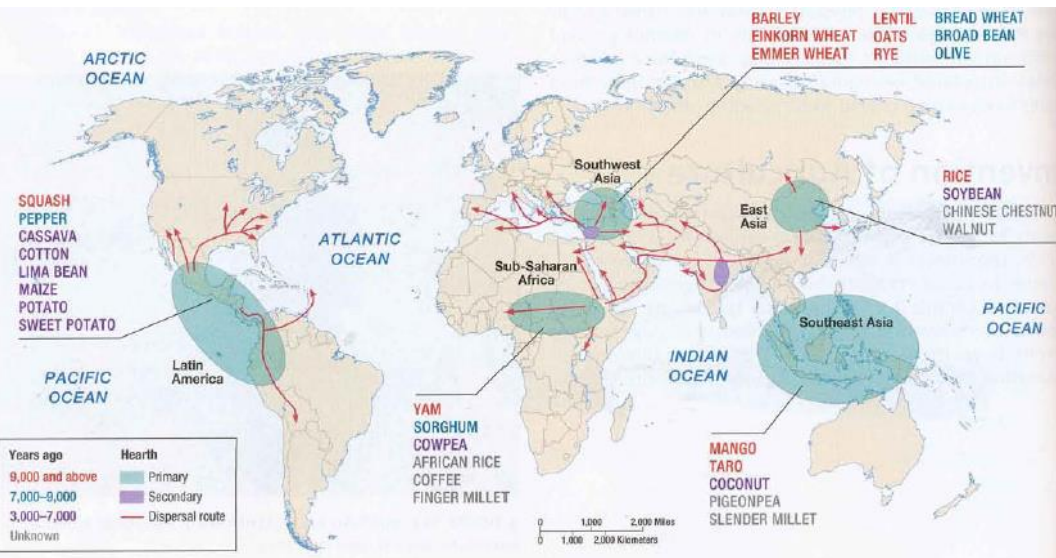 BARLEY
EINKORN WHEAT
EMMER WHEAT
LENTIL
OATS
RYE
BREAD WHEAT
BROAD BEAN
OLIVE
ARCTIC
OCEAN
Southwest
Asia
East
Asia
RICE
SOYBEAN
CHINESE CHESTNUT
WALNUT
SQUASH
PEPPER
CASSAVA
COTTON
LIMA BEAN
MAIZE
POTATO
SWEET POTATO
ATLANTIC
OCEAN
Sub-Saharan
Africa
Southeast Asia
PACIFIC
OCEAN
INDIAN
OCEAN
Latin
America
PACIFIC
OCEAN
YAM
SORGHUM
COWPEA
AFRICAN RICE
COFFEE
FINGER MILLET
MANGO
TARO
COCONUT
PIGEONPEA
SLENDER MILLET
Years ago
9,000 and above
7,000–9,000
3,000–7,000
Unknown
Hearth
Primary
Secondary
Dispersal route
0 1,000 2,000 Miles
0 1,000 2,000 Kilometers